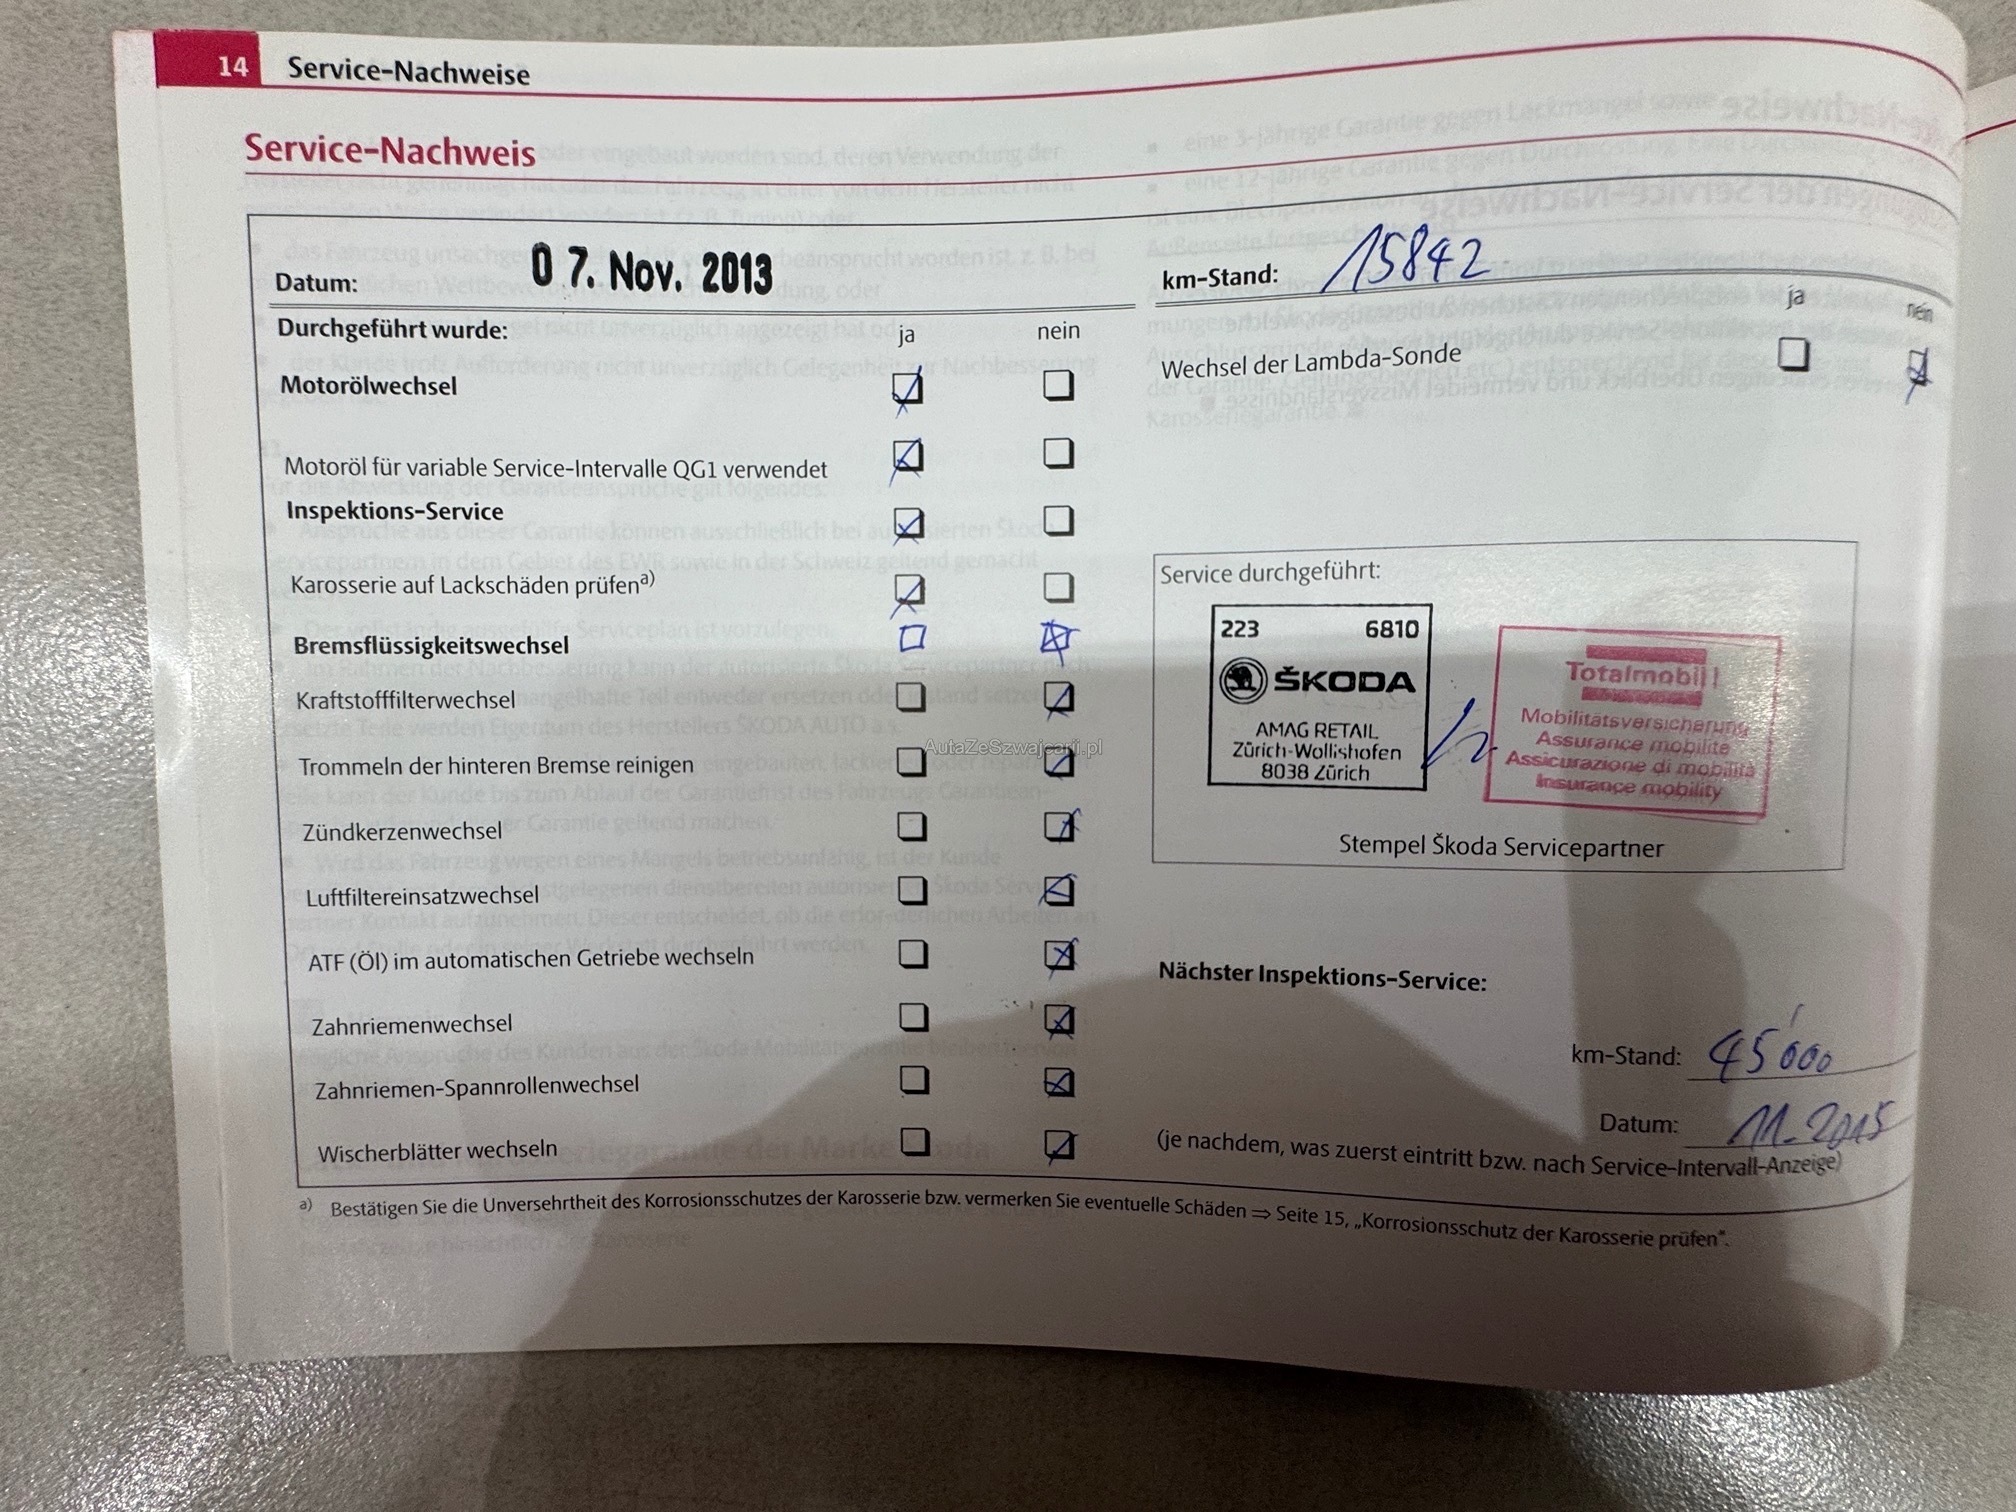 14 Service-Nachweise
Service-Nachweis
Datum: 07. Nov. 2013
Durchgeführt wurde: ja nein
Motorölwechsel
Motoröl für variable Service-Intervalle QG1 verwendet
Inspektions-Service
Karosserie auf Lackschäden prüfen a)
Bremsflüssigkeitswechsel
Kraftstofffilterwechsel
Trommeln der hinteren Bremse reinigen
Zündkerzenwechsel
Luftfiltereinsatzwechsel
ATF (Öl) im automatischen Getriebe wechseln
Zahnriemenwechsel
Zahnriemen-Spannrollenwechsel
Wischerblätter wechseln
km-Stand: 15842
ja nein
Wechsel der Lambda-Sonde
Service durchgeführt:
223 6810
ŠKODA
AMAG RETAIL
Zürich-Wollishofen
8038 Zürich
Totalmobil!
Mobilitätsversicherung
Assurance mobilité
Assicurazione di mobilità
Insurance mobility
Stempel Škoda Servicepartner
Nächster Inspektions-Service:
km-Stand: 45'000
Datum: 11.2015
(je nachdem, was zuerst eintritt bzw. nach Service-Intervall-Anzeige)
a) Bestätigen Sie die Unversehrtheit des Korrosionsschutzes der Karosserie bzw. vermerken Sie eventuelle Schäden ⇒ Seite 15, „Korrosionsschutz der Karosserie prüfen".
AutaZeSzwajcarii.pl